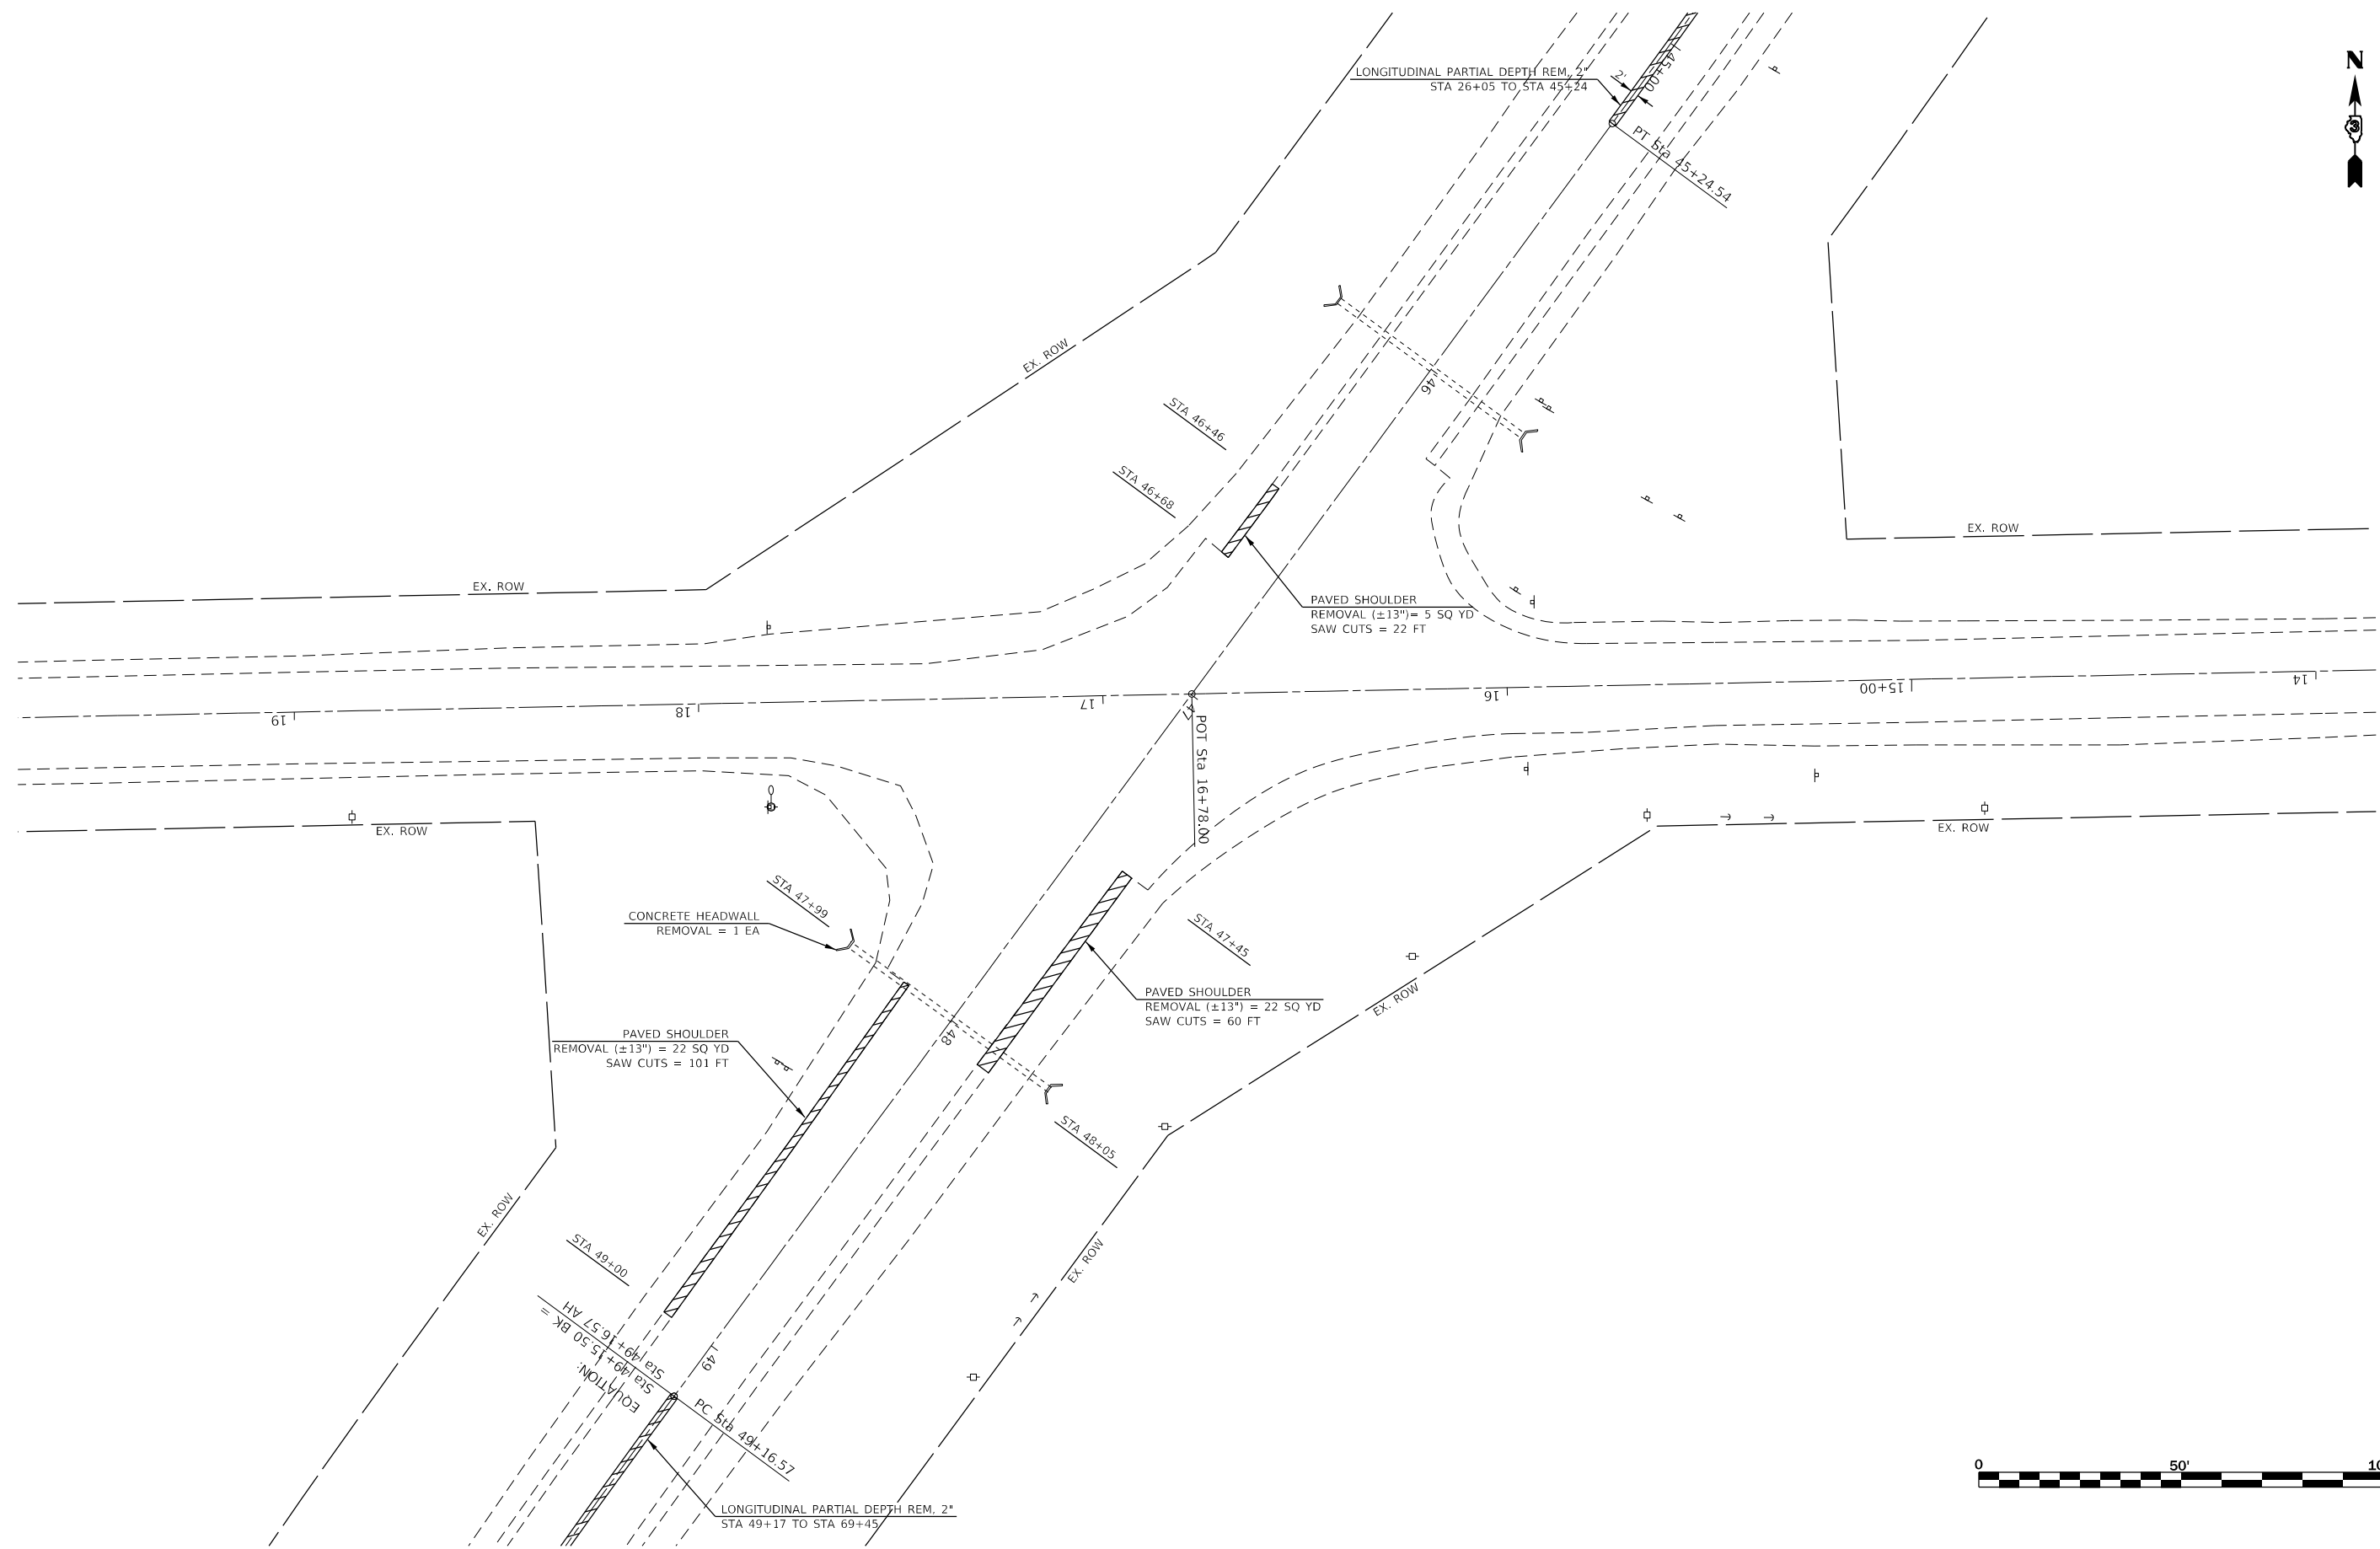 N
3
LONGITUDINAL PARTIAL DEPTH REM. 2"
STA 26+05 TO STA 45+24
2'
45+00
PT Sta 45+24.54
EX. ROW
46
STA 46+46
STA 46+68
EX. ROW
EX. ROW
PAVED SHOULDER
REMOVAL (±13")= 5 SQ YD
SAW CUTS = 22 FT
19
18
17
16
15+00
14
47
POT Sta 16+78.00
EX. ROW
EX. ROW
STA 47+99
CONCRETE HEADWALL
REMOVAL = 1 EA
STA 47+45
PAVED SHOULDER
REMOVAL (±13") = 22 SQ YD
SAW CUTS = 60 FT
EX. ROW
48
PAVED SHOULDER
REMOVAL (±13") = 22 SQ YD
SAW CUTS = 101 FT
STA 48+05
EX. ROW
EX. ROW
STA 49+00
49
EQUATION:
Sta 49+15.50 BK =
Sta 49+16.57 AH
PC Sta 49+16.57
LONGITUDINAL PARTIAL DEPTH REM. 2"
STA 49+17 TO STA 69+45
0 50' 10